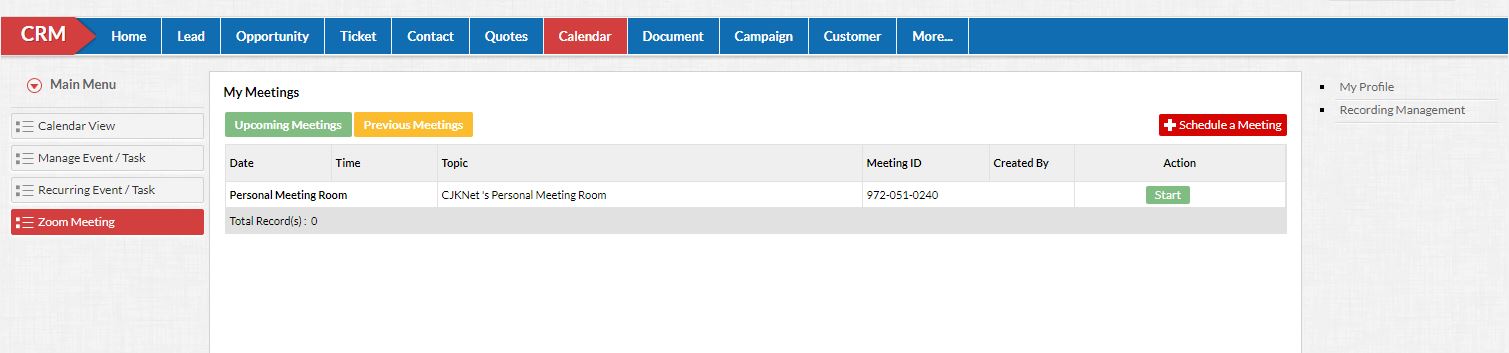 CRM Home Lead Opportunity Ticket Contact Quotes Calendar Document Campaign Customer More...
Main Menu
Calendar View
Manage Event / Task
Recurring Event / Task
Zoom Meeting
My Meetings
Upcoming Meetings Previous Meetings Schedule a Meeting
Date Time Topic Meeting ID Created By Action
Personal Meeting Room CJKNet 's Personal Meeting Room 972-051-0240 Start
Total Record(s) : 0
My Profile
Recording Management